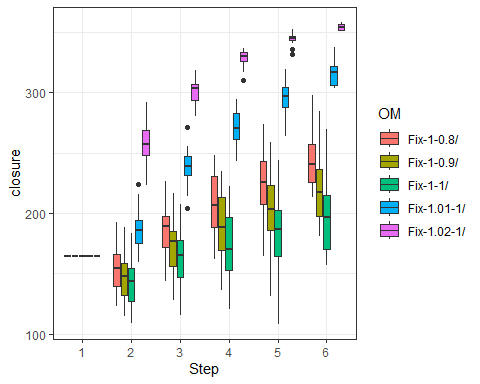 closure
300
200
100
1 2 3 4 5 6
Step
OM
Fix-1-0.8/
Fix-1-0.9/
Fix-1-1/
Fix-1.01-1/
Fix-1.02-1/